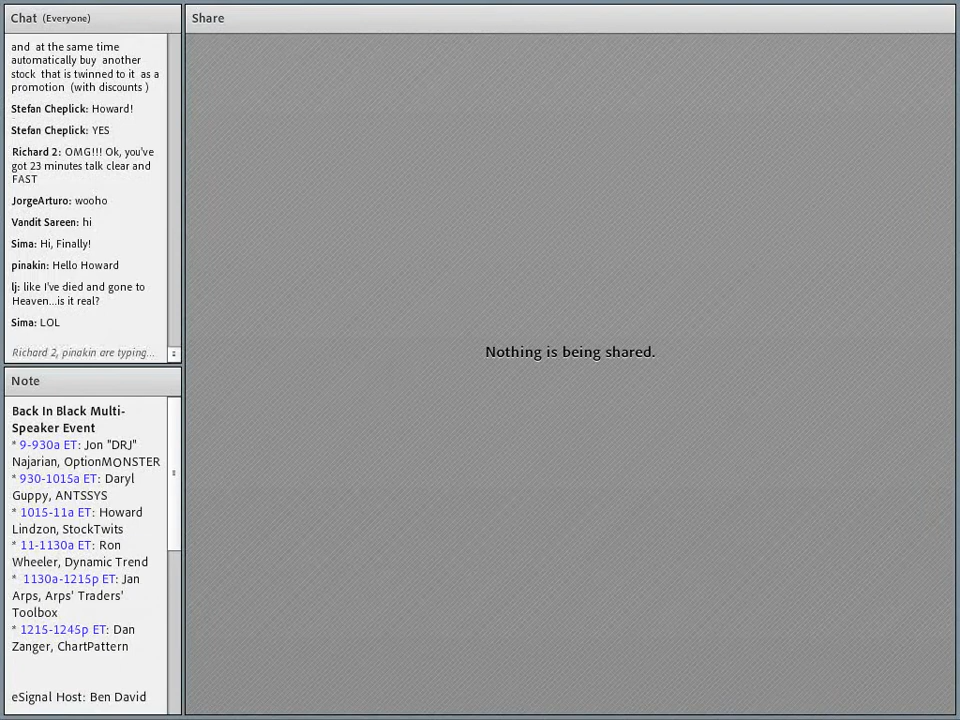 Chat (Everyone)
and at the same time
automatically buy another
stock that is twinned to it as a
promotion (with discounts )
Stefan Cheplick: Howard!
Stefan Cheplick: YES
Richard 2: OMG!!! Ok, you've
got 23 minutes talk clear and
FAST
JorgeArturo: wooho
Vandit Sareen: hi
Sima: Hi, Finally!
pinakin: Hello Howard
lj: like I've died and gone to
Heaven...is it real?
Sima: LOL
Richard 2, pinakin are typing...
Note
Back In Black Multi-
Speaker Event
* 9-930a ET: Jon "DRJ"
Najarian, OptionMONSTER
* 930-1015a ET: Daryl
Guppy, ANTSSYS
* 1015-11a ET: Howard
Lindzon, StockTwits
* 11-1130a ET: Ron
Wheeler, Dynamic Trend
* 1130a-1215p ET: Jan
Arps, Arps' Traders'
Toolbox
* 1215-1245p ET: Dan
Zanger, ChartPattern
eSignal Host: Ben David
Share
Nothing is being shared.